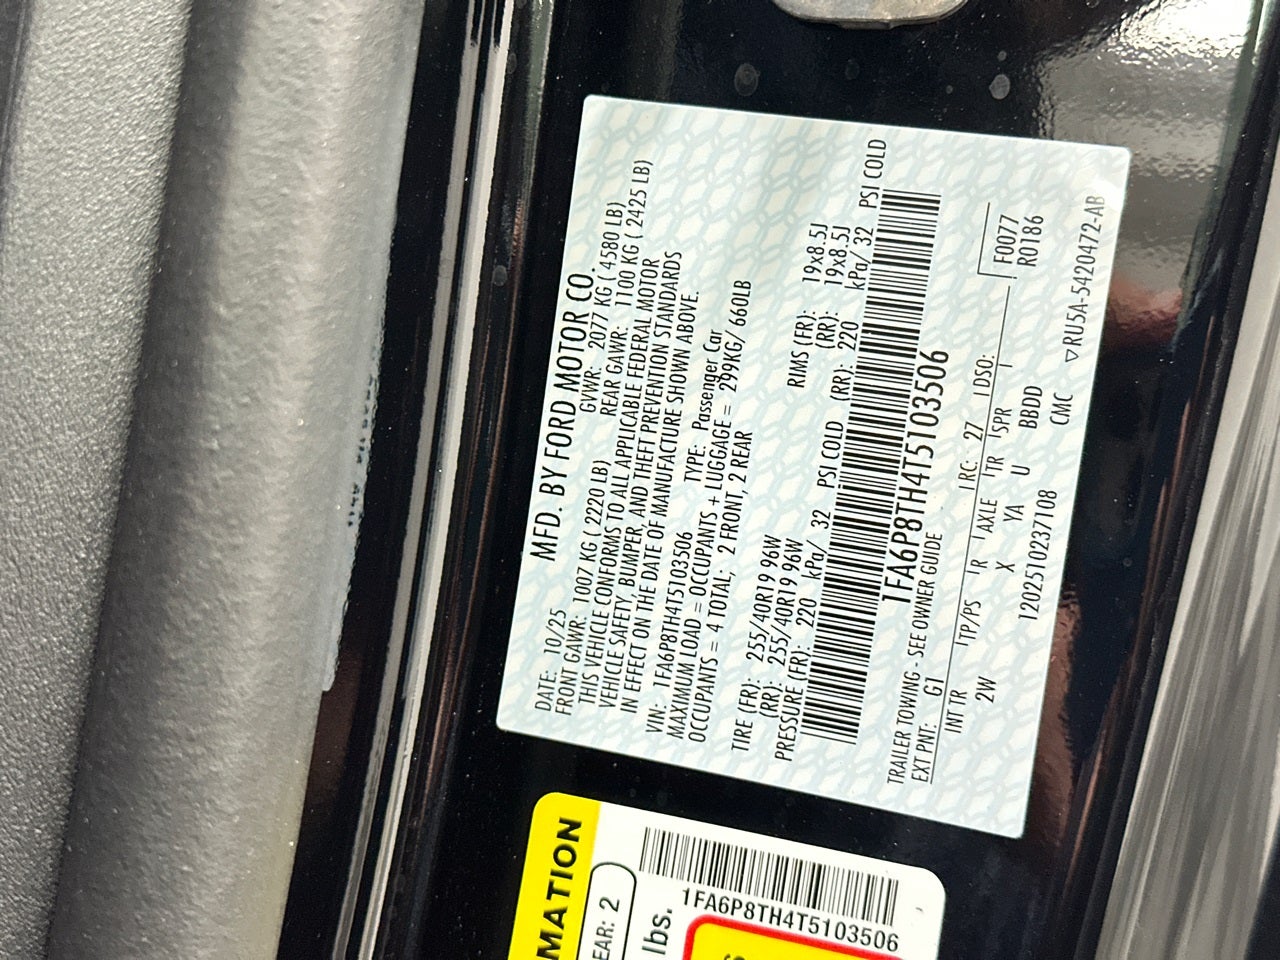 MFD. BY FORD MOTOR CO.
DATE: 10/25 GVWR: 2077 KG ( 4580 LB)
FRONT GAWR: 1007 KG ( 2220 LB) REAR GAWR: 1100 KG ( 2425 LB)
THIS VEHICLE CONFORMS TO ALL APPLICABLE FEDERAL MOTOR
VEHICLE SAFETY, BUMPER, AND THEFT PREVENTION STANDARDS
IN EFFECT ON THE DATE OF MANUFACTURE SHOWN ABOVE.
VIN: 1FA6P8TH4T5103506 TYPE: Passenger Car
MAXIMUM LOAD = OCCUPANTS + LUGGAGE = 299KG/ 660LB
OCCUPANTS = 4 TOTAL; 2 FRONT, 2 REAR
TIRE (FR): 255/40R19 96W RIMS (FR): 19x8.5J
(RR): 255/40R19 96W (RR): 19x8.5J
PRESSURE (FR): 220 kPa/ 32 PSI COLD (RR): 220 kPa/ 32 PSI COLD
1FA6P8TH4T5103506
TRAILER TOWING - SEE OWNER GUIDE
EXT PNT: G1 RC: 27 DSO: F0077
INT TR TP/PS R AXLE TR SPR R0186
2W X YA U BBDD
1202510237108 CMC ▽RU5A-5420472-AB
MATION
EAR: 2
lbs.
1FA6P8TH4T5103506